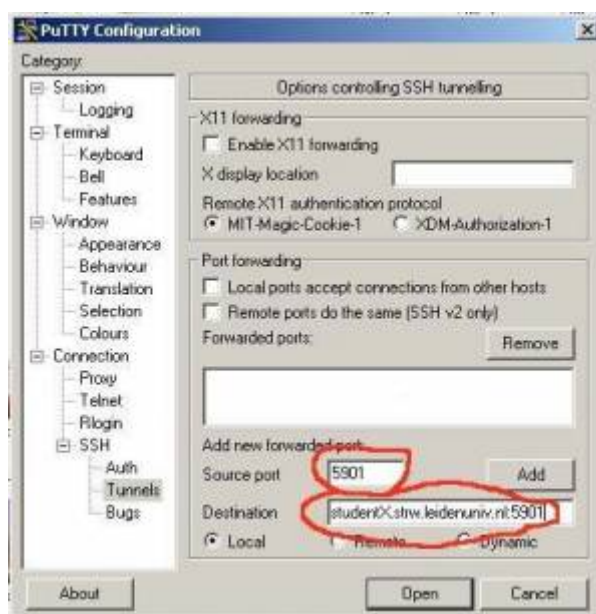 PuTTY Configuration
Category:
Session
Logging
Terminal
Keyboard
Bell
Features
Window
Appearance
Behaviour
Translation
Selection
Colours
Connection
Proxy
Telnet
Rlogin
SSH
Auth
Tunnels
Bugs
Options controlling SSH tunnelling
X11 forwarding
Enable X11 forwarding
X display location
Remote X11 authentication protocol
MIT-Magic-Cookie-1 XDM-Authorization-1
Port forwarding
Local ports accept connections from other hosts
Remote ports do the same (SSH v2 only)
Forwarded ports:
Remove
Add new forwarded port:
Source port 5901 Add
Destination studentX.strw.leidenuniv.nl:5901
Local Remote Dynamic
About Open Cancel